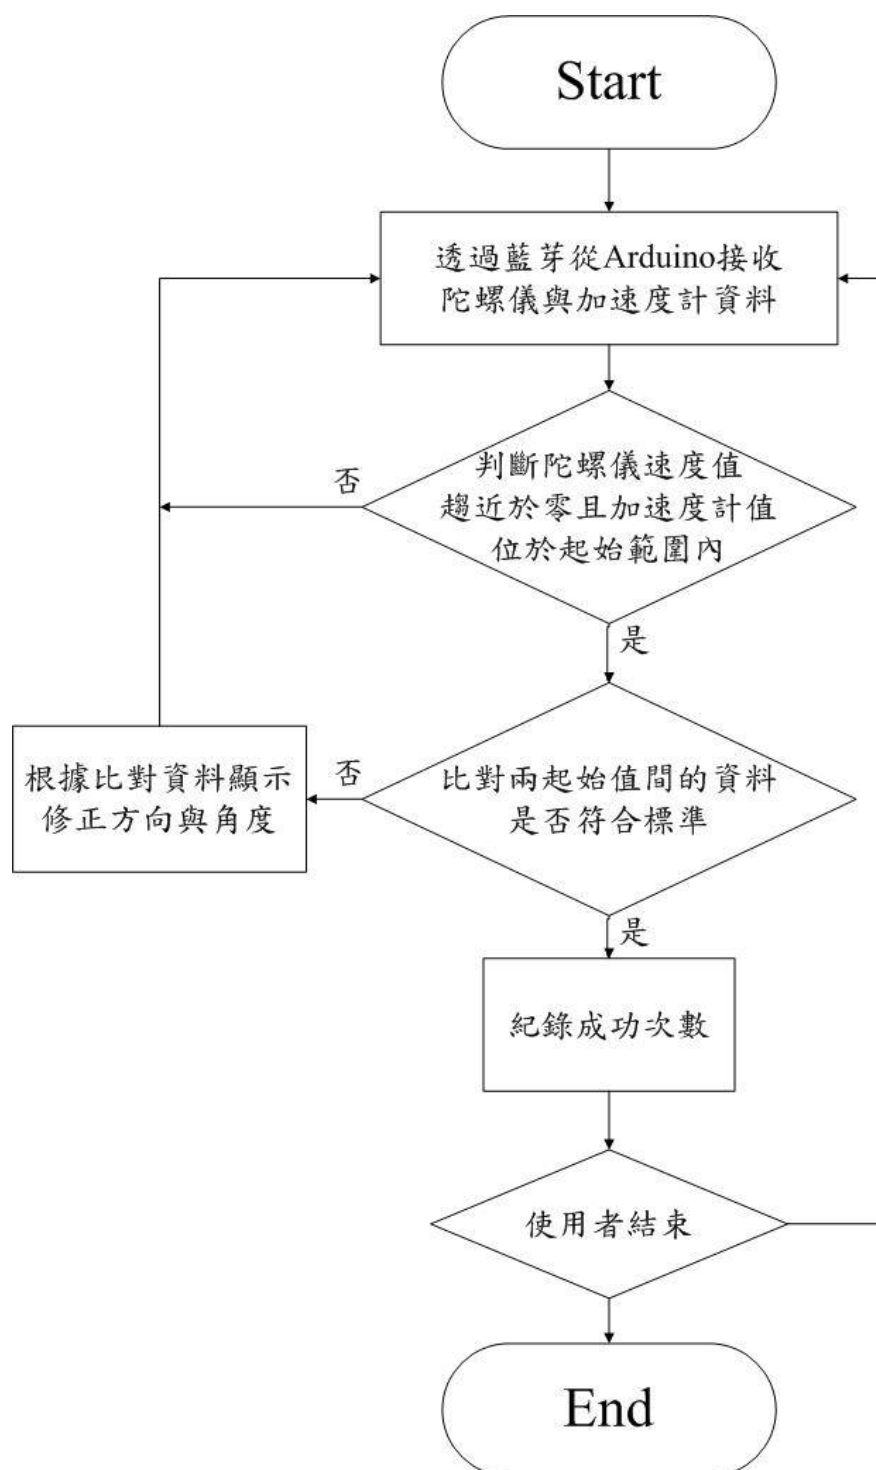 Start
透過藍芽從Arduino接收
陀螺儀與加速度計資料
否
判斷陀螺儀速度值
趨近於零且加速度計值
位於起始範圍內
是
根據比對資料顯示
修正方向與角度
否
比對兩起始值間的資料
是否符合標準
是
紀錄成功次數
使用者結束
End